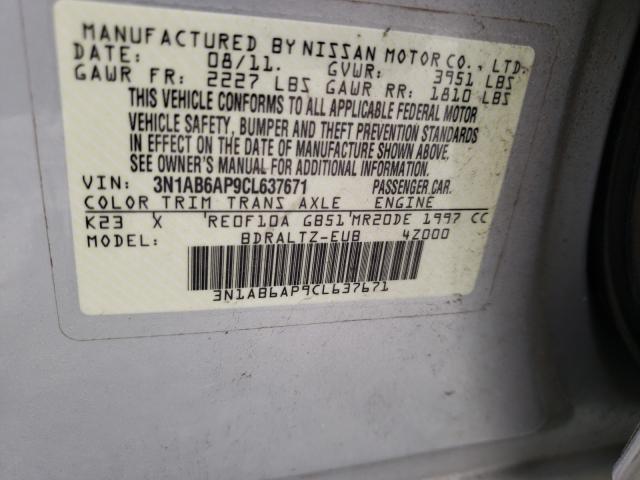 MANUFACTURED BY NISSAN MOTOR CO., LTD.
DATE: 08/11. GVWR: 3951 LBS
GAWR FR: 2227 LBS GAWR RR: 1810 LBS
THIS VEHICLE CONFORMS TO ALL APPLICABLE FEDERAL MOTOR
VEHICLE SAFETY, BUMPER AND THEFT PREVENTION STANDARDS
IN EFFECT ON THE DATE OF MANUFACTURE SHOWN ABOVE.
SEE OWNER'S MANUAL FOR ADDITIONAL INFORMATION.
VIN: 3N1AB6AP9CL637671 PASSENGER CAR.
COLOR TRIM TRANS AXLE ENGINE
K23 X RE0F10A GB51 MR20DE 1997 CC
MODEL: BDRALTZ-EUB 4Z000
3N1AB6AP9CL637671